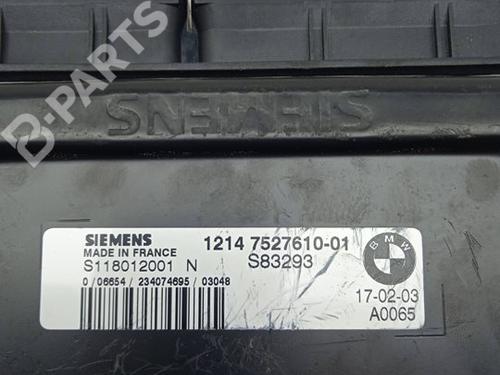 B-PARTS
SIEMENS
SIEMENS
MADE IN FRANCE
1214 7527610-01
S118012001 N
S83293
0 / 06654 / 234074695 / 03048
BMW
17-02-03
A0065